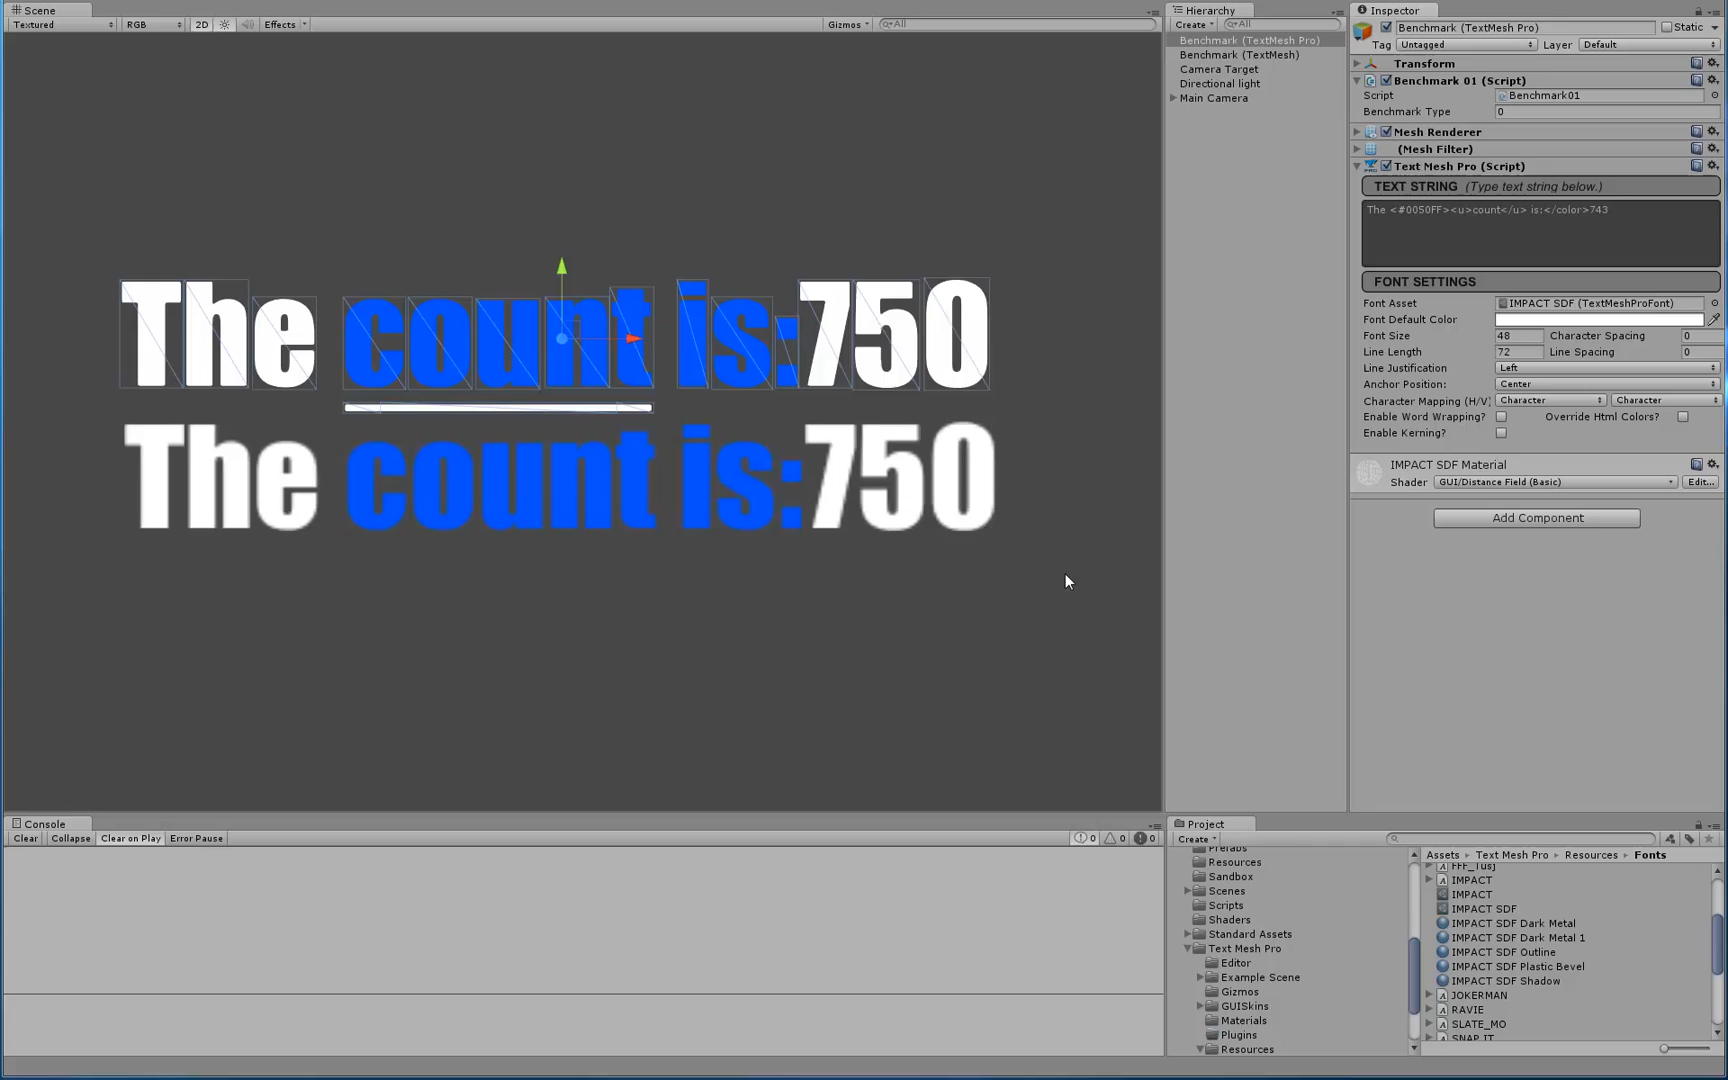 Scene
Textured RGB 2D Effects Gizmos All
The count is:750
The count is:750
Console
Clear Collapse Clear on Play Error Pause 0 0 0
Hierarchy
Create All
Benchmark (TextMesh Pro)
Benchmark (TextMesh)
Camera Target
Directional light
Main Camera
Inspector
Benchmark (TextMesh Pro) Static
Tag Untagged Layer Default
Transform
Benchmark 01 (Script)
Script Benchmark01
Benchmark Type 0
Mesh Renderer
(Mesh Filter)
Text Mesh Pro (Script)
TEXT STRING (Type text string below.)
The <#0050FF><u>count</u> is:</color>743
FONT SETTINGS
Font Asset IMPACT SDF (TextMeshProFont)
Font Default Color
Font Size 48 Character Spacing 0
Line Length 72 Line Spacing 0
Line Justification Left
Anchor Position: Center
Character Mapping (H/V) Character Character
Enable Word Wrapping? Override Html Colors?
Enable Kerning?
IMPACT SDF Material
Shader GUI/Distance Field (Basic) Edit...
Add Component
Project
Create
Prefabs
Resources
Sandbox
Scenes
Scripts
Shaders
Standard Assets
Text Mesh Pro
Editor
Example Scene
Gizmos
GUISkins
Materials
Plugins
Resources
Assets Text Mesh Pro Resources Fonts
FFF_Tusj
IMPACT
IMPACT
IMPACT SDF
IMPACT SDF Dark Metal
IMPACT SDF Dark Metal 1
IMPACT SDF Outline
IMPACT SDF Plastic Bevel
IMPACT SDF Shadow
JOKERMAN
RAVIE
SLATE_MO
SNAP IT